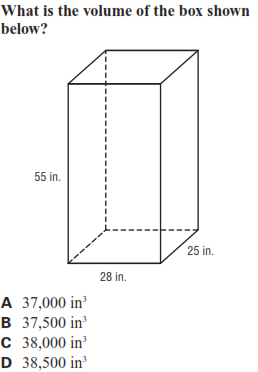 What is the volume of the box shown
below?
55 in.
25 in.
28 in.
A 37,000 in³
B 37,500 in³
C 38,000 in³
D 38,500 in³